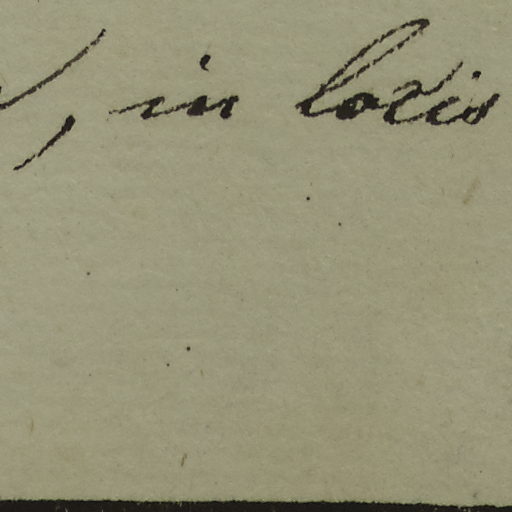 , in locis